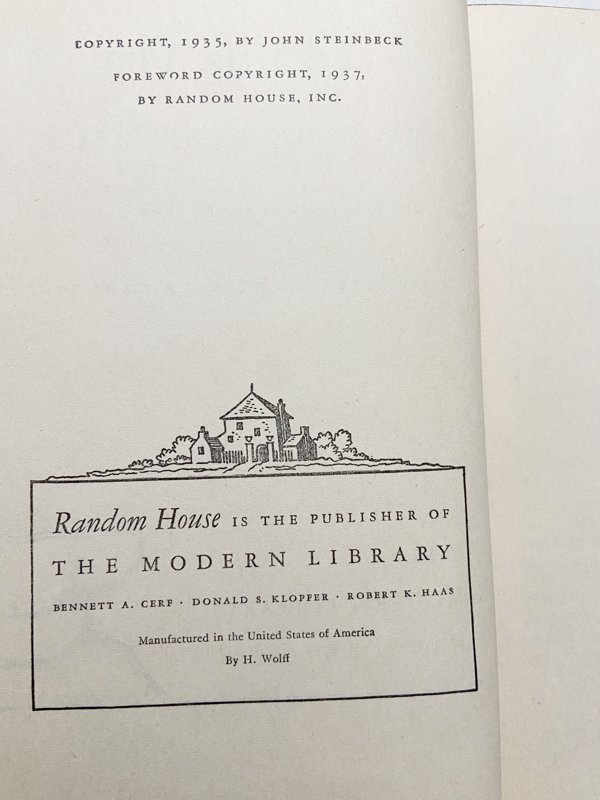 COPYRIGHT, 1935, BY JOHN STEINBECK
FOREWORD COPYRIGHT, 1937,
BY RANDOM HOUSE, INC.
Random House IS THE PUBLISHER OF
THE MODERN LIBRARY
BENNETT A. CERF · DONALD S. KLOPFER · ROBERT K. HAAS
Manufactured in the United States of America
By H. Wolff